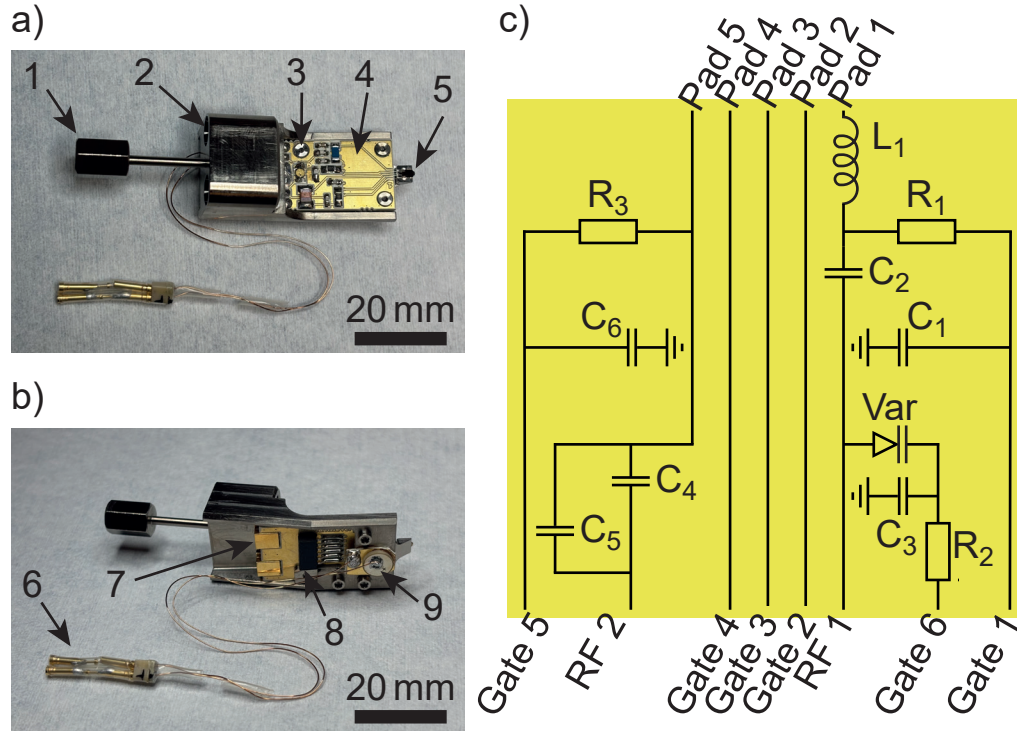 a)
1
2
3
4
5
20 mm
b)
6
7
8
9
20 mm
c)
Pad 5
Pad 4
Pad 3
Pad 2
Pad 1
L1
R3
R1
C2
C6
C1
Var
C4
C3
C5
R2
Gate 5
RF 2
Gate 4
Gate 3
Gate 2
RF 1
Gate 6
Gate 1